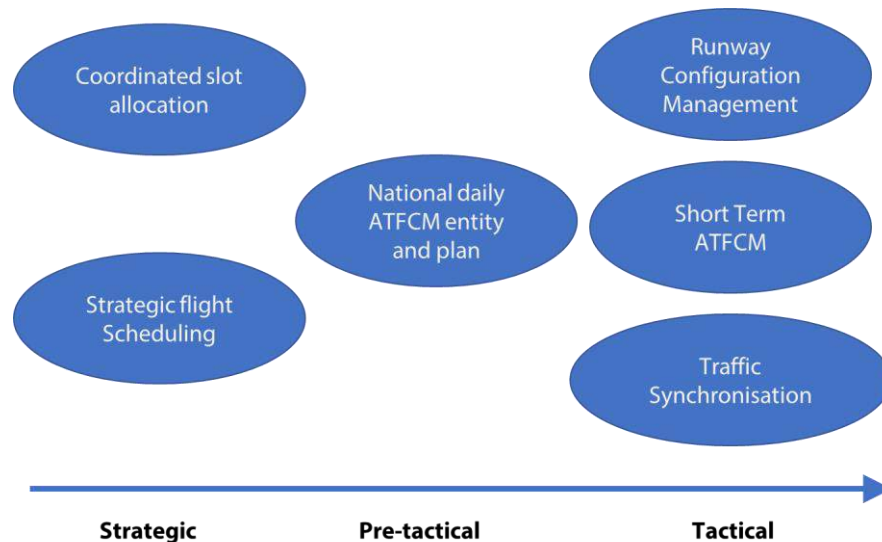 Coordinated slot
allocation
Strategic flight
Scheduling
National daily
ATFCM entity
and plan
Runway
Configuration
Management
Short Term
ATFCM
Traffic
Synchronisation
Strategic
Pre-tactical
Tactical